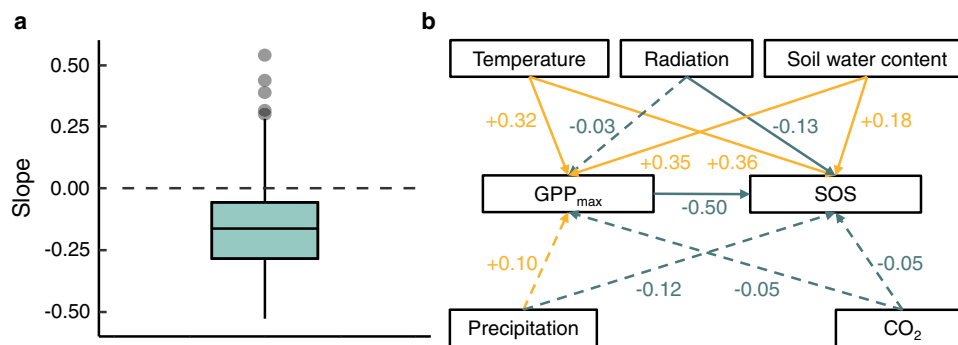 a
Slope
0.50
0.25
0.00
-0.25
-0.50
b
Temperature
Radiation
Soil water content
+0.32
-0.03
-0.13
+0.18
+0.35
+0.36
GPPmax
SOS
-0.50
+0.10
-0.12
-0.05
-0.05
Precipitation
CO2